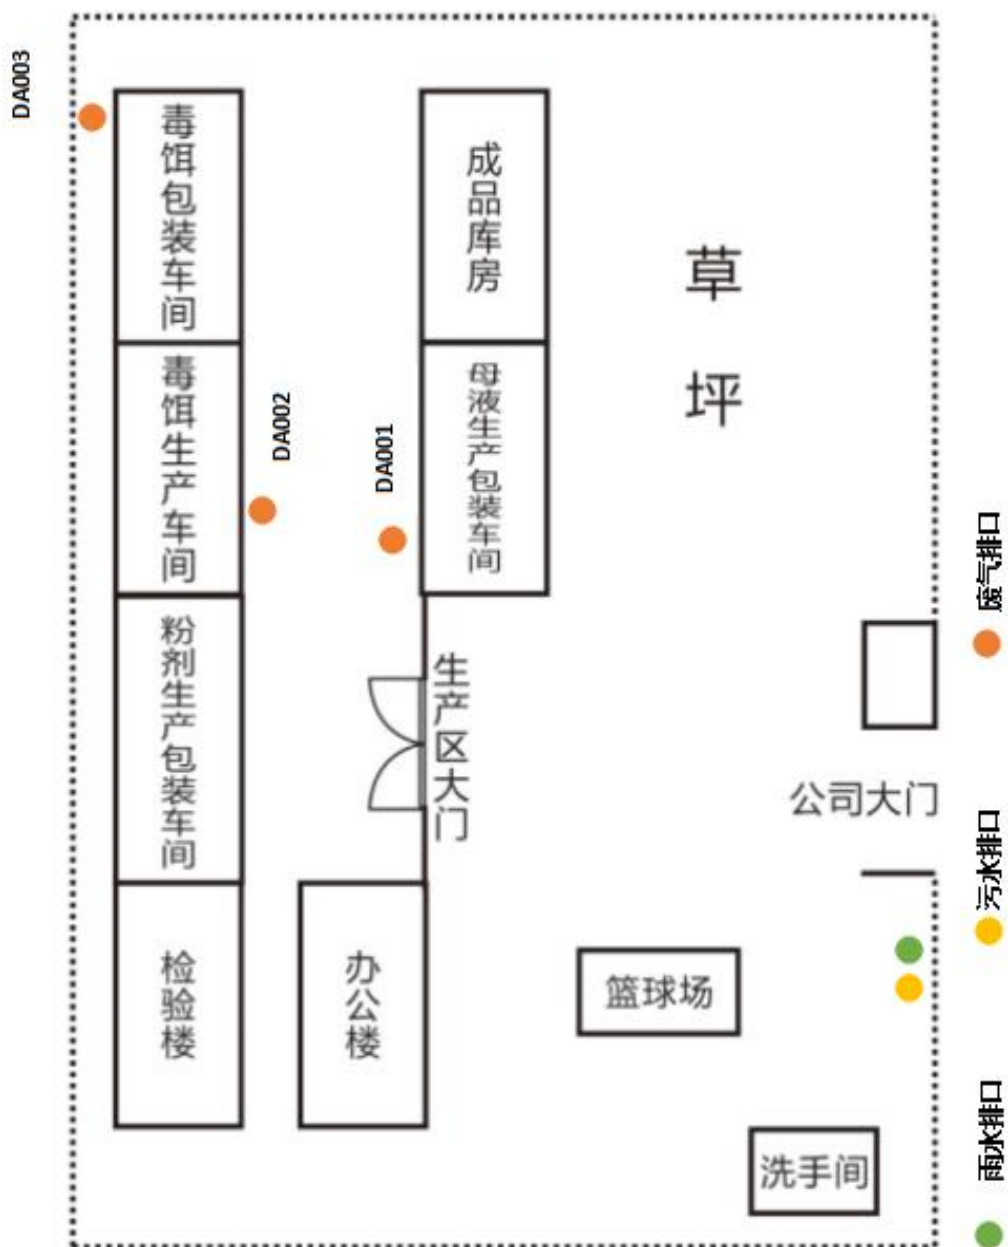 DA003
毒饵包装车间
成品库房
草坪
毒饵生产车间
DA002
DA001
母液生产包装车间
粉剂生产包装车间
生产区大门
公司大门
检验楼
办公楼
篮球场
洗手间
废气排口
污水排口
雨水排口